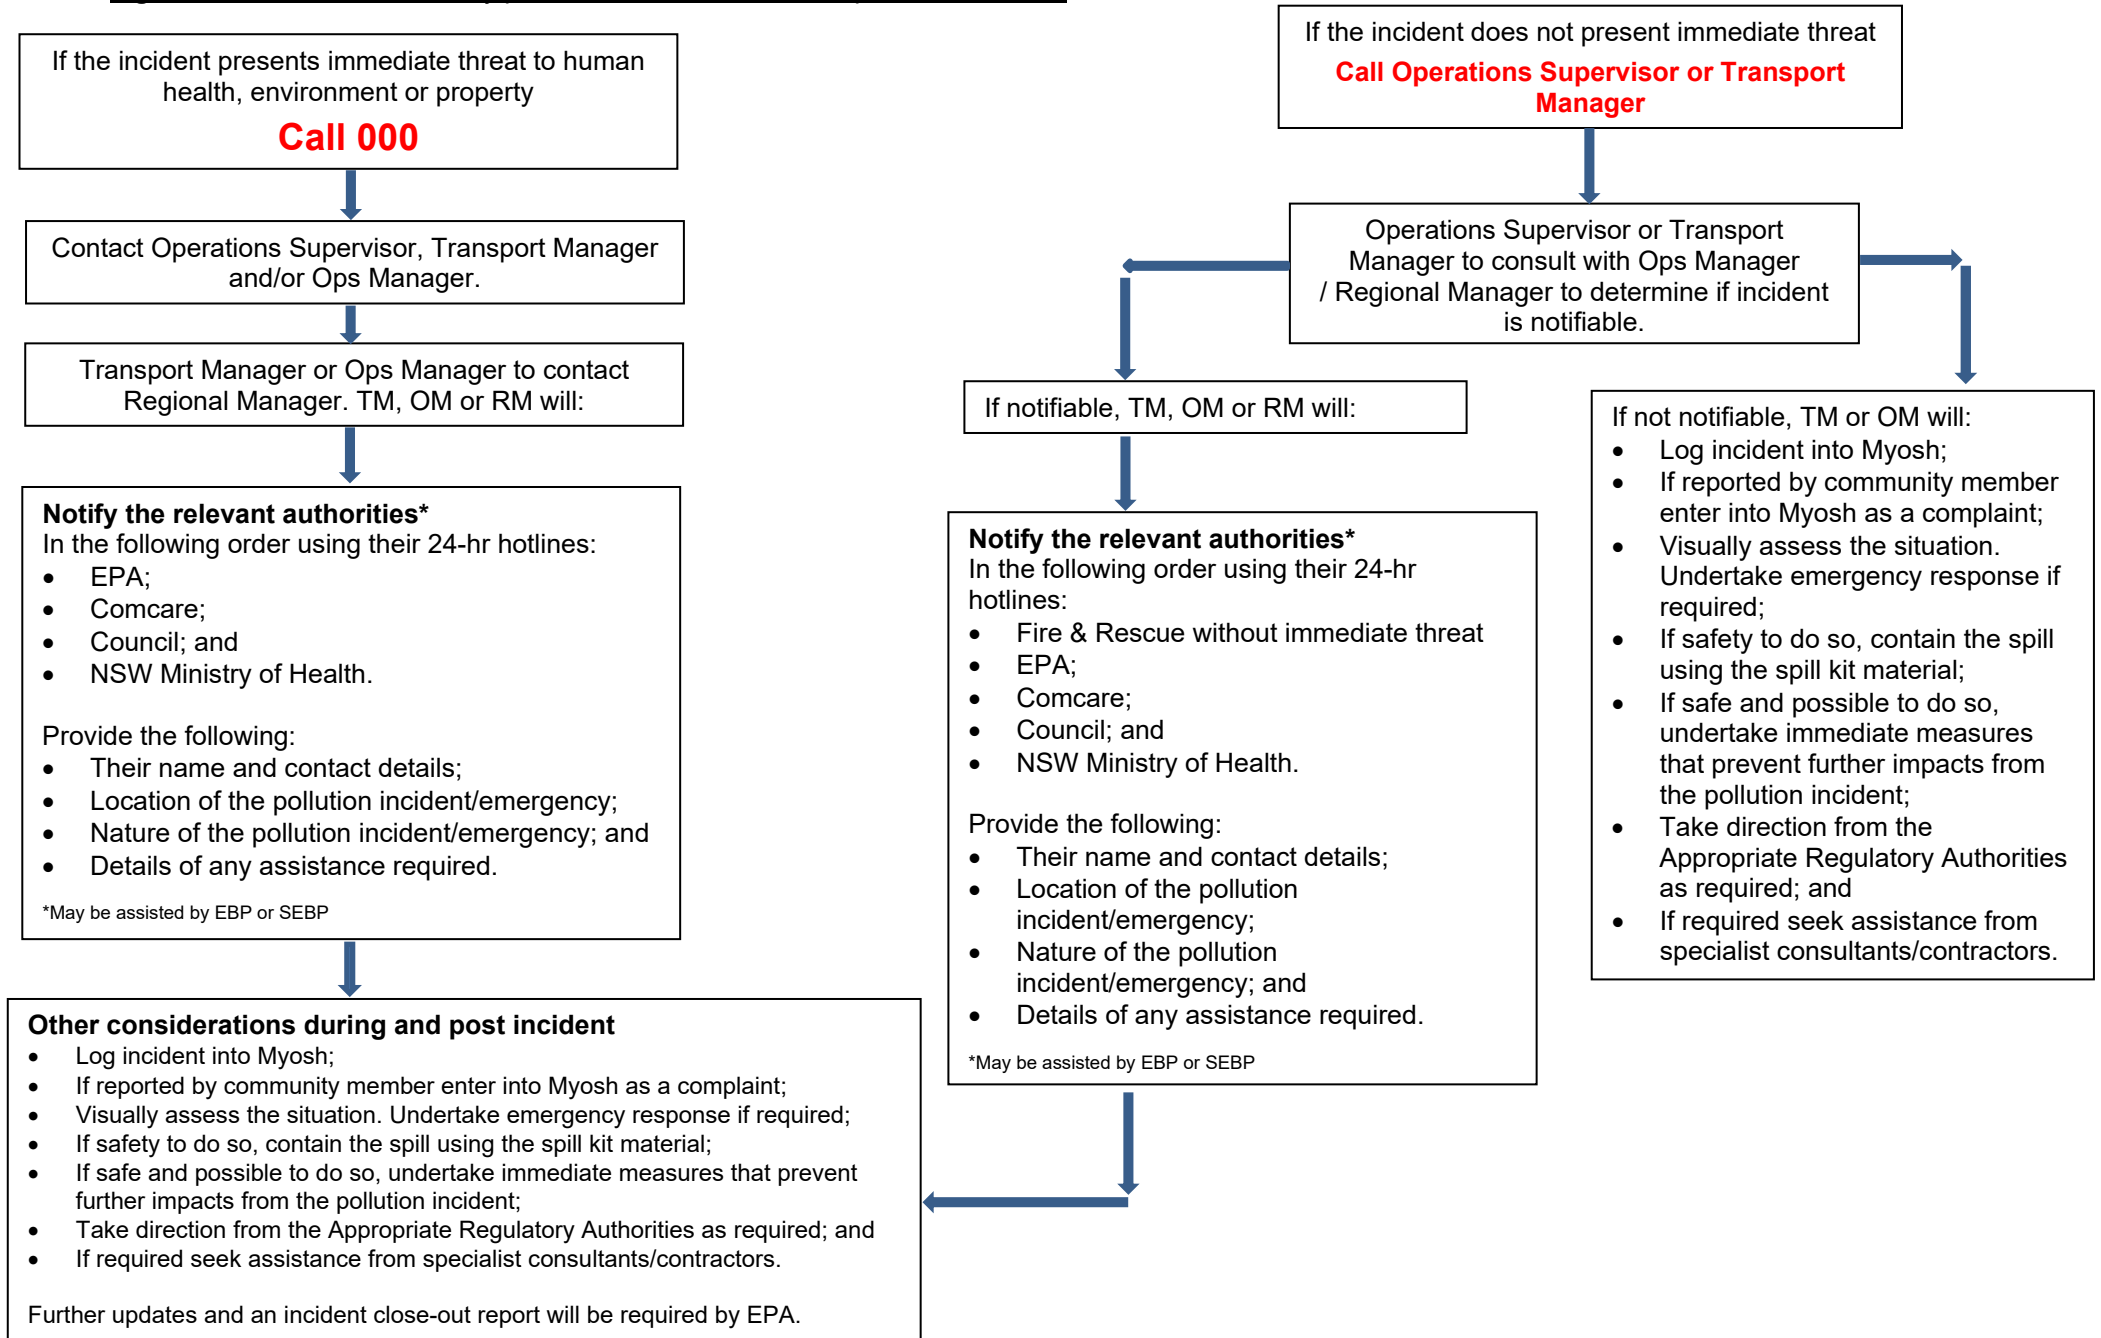 If the incident presents immediate threat to human
health, environment or property
Call 000
Contact Operations Supervisor, Transport Manager
and/or Ops Manager.
Transport Manager or Ops Manager to contact
Regional Manager. TM, OM or RM will:
Notify the relevant authorities*
In the following order using their 24-hr hotlines:
• EPA;
• Comcare;
• Council; and
• NSW Ministry of Health.
Provide the following:
• Their name and contact details;
• Location of the pollution incident/emergency;
• Nature of the pollution incident/emergency; and
• Details of any assistance required.
*May be assisted by EBP or SEBP
Other considerations during and post incident
• Log incident into Myosh;
• If reported by community member enter into Myosh as a complaint;
• Visually assess the situation. Undertake emergency response if required;
• If safety to do so, contain the spill using the spill kit material;
• If safe and possible to do so, undertake immediate measures that prevent
further impacts from the pollution incident;
• Take direction from the Appropriate Regulatory Authorities as required; and
• If required seek assistance from specialist consultants/contractors.
Further updates and an incident close-out report will be required by EPA.
If the incident does not present immediate threat
Call Operations Supervisor or Transport
Manager
Operations Supervisor or Transport
Manager to consult with Ops Manager
/ Regional Manager to determine if incident
is notifiable.
If notifiable, TM, OM or RM will:
Notify the relevant authorities*
In the following order using their 24-hr
hotlines:
• Fire & Rescue without immediate threat
• EPA;
• Comcare;
• Council; and
• NSW Ministry of Health.
Provide the following:
• Their name and contact details;
• Location of the pollution
incident/emergency;
• Nature of the pollution
incident/emergency; and
• Details of any assistance required.
*May be assisted by EBP or SEBP
If not notifiable, TM or OM will:
• Log incident into Myosh;
• If reported by community member
enter into Myosh as a complaint;
• Visually assess the situation.
Undertake emergency response if
required;
• If safety to do so, contain the spill
using the spill kit material;
• If safe and possible to do so,
undertake immediate measures
that prevent further impacts from
the pollution incident;
• Take direction from the
Appropriate Regulatory Authorities
as required; and
• If required seek assistance from
specialist consultants/contractors.